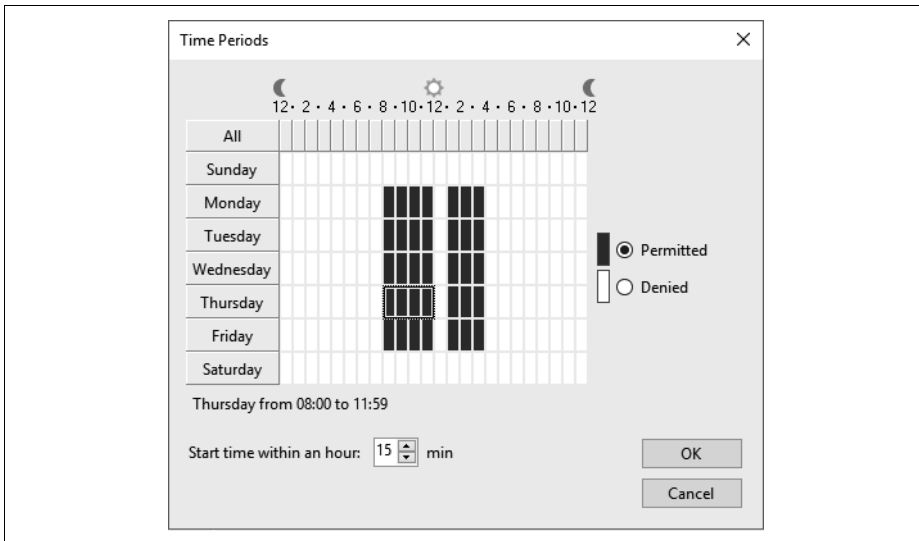 Time Periods
12 · 2 · 4 · 6 · 8 · 10 · 12 · 2 · 4 · 6 · 8 · 10 · 12
All
Sunday
Monday
Tuesday
Wednesday
Thursday
Friday
Saturday
Permitted
Denied
Thursday from 08:00 to 11:59
Start time within an hour: 15 min
OK
Cancel